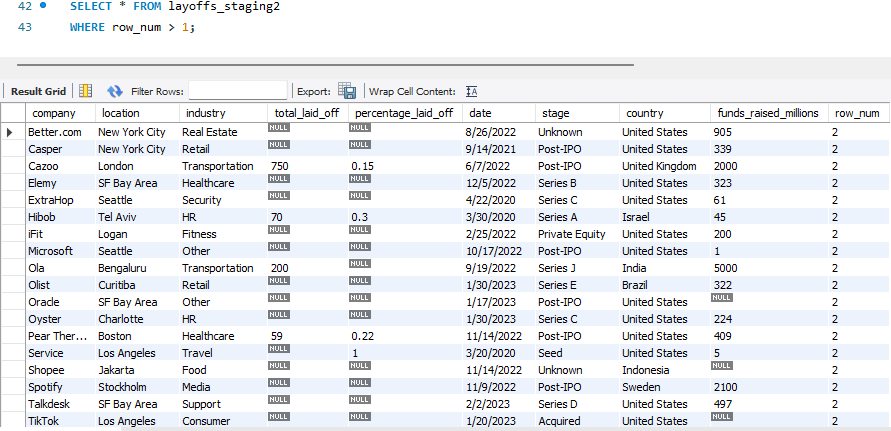 42 SELECT * FROM layoffs_staging2
43 WHERE row_num > 1;
Result Grid Filter Rows: Export: Wrap Cell Content:
company location industry total_laid_off percentage_laid_off date stage country funds_raised_millions row_num
Better.com New York City Real Estate NULL NULL 8/26/2022 Unknown United States 905 2
Casper New York City Retail NULL NULL 9/14/2021 Post-IPO United States 339 2
Cazoo London Transportation 750 0.15 6/7/2022 Post-IPO United Kingdom 2000 2
Elemy SF Bay Area Healthcare NULL NULL 12/5/2022 Series B United States 323 2
ExtraHop Seattle Security NULL NULL 4/22/2020 Series C United States 61 2
Hibob Tel Aviv HR 70 0.3 3/30/2020 Series A Israel 45 2
iFit Logan Fitness NULL NULL 2/25/2022 Private Equity United States 200 2
Microsoft Seattle Other NULL NULL 10/17/2022 Post-IPO United States 1 2
Ola Bengaluru Transportation 200 NULL 9/19/2022 Series J India 5000 2
Olist Curitiba Retail NULL NULL 1/30/2023 Series E Brazil 322 2
Oracle SF Bay Area Other NULL NULL 1/17/2023 Post-IPO United States NULL 2
Oyster Charlotte HR NULL NULL 1/30/2023 Series C United States 224 2
Pear Ther... Boston Healthcare 59 0.22 11/14/2022 Post-IPO United States 409 2
Service Los Angeles Travel NULL 1 3/20/2020 Seed United States 5 2
Shopee Jakarta Food NULL NULL 11/14/2022 Unknown Indonesia NULL 2
Spotify Stockholm Media NULL NULL 11/9/2022 Post-IPO Sweden 2100 2
Talkdesk SF Bay Area Support NULL NULL 2/2/2023 Series D United States 497 2
TikTok Los Angeles Consumer NULL NULL 1/20/2023 Acquired United States NULL 2